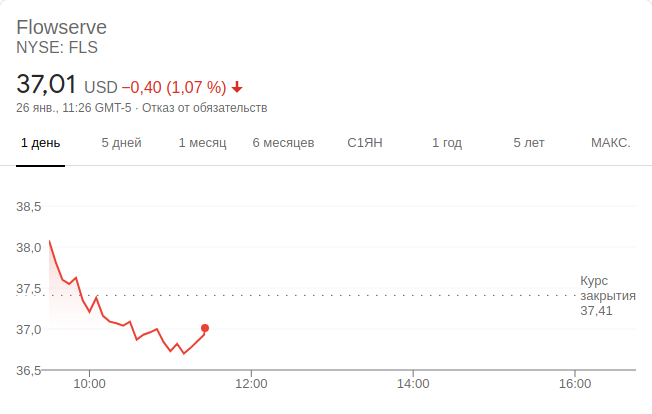 Flowserve
NYSE: FLS
37,01 USD −0,40 (1,07 %)
26 янв., 11:26 GMT-5 · Отказ от обязательств
1 день 5 дней 1 месяц 6 месяцев С1ЯН 1 год 5 лет МАКС.
38,5
38,0
37,5
37,0
36,5
Курс
закрытия
37,41
10:00 12:00 14:00 16:00